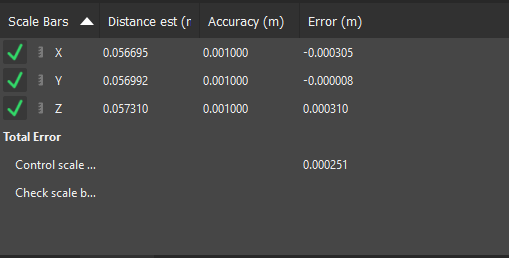 Scale Bars Distance est (r Accuracy (m) Error (m)
X 0.056695 0.001000 -0.000305
Y 0.056992 0.001000 -0.000008
Z 0.057310 0.001000 0.000310
Total Error
Control scale ... 0.000251
Check scale b...